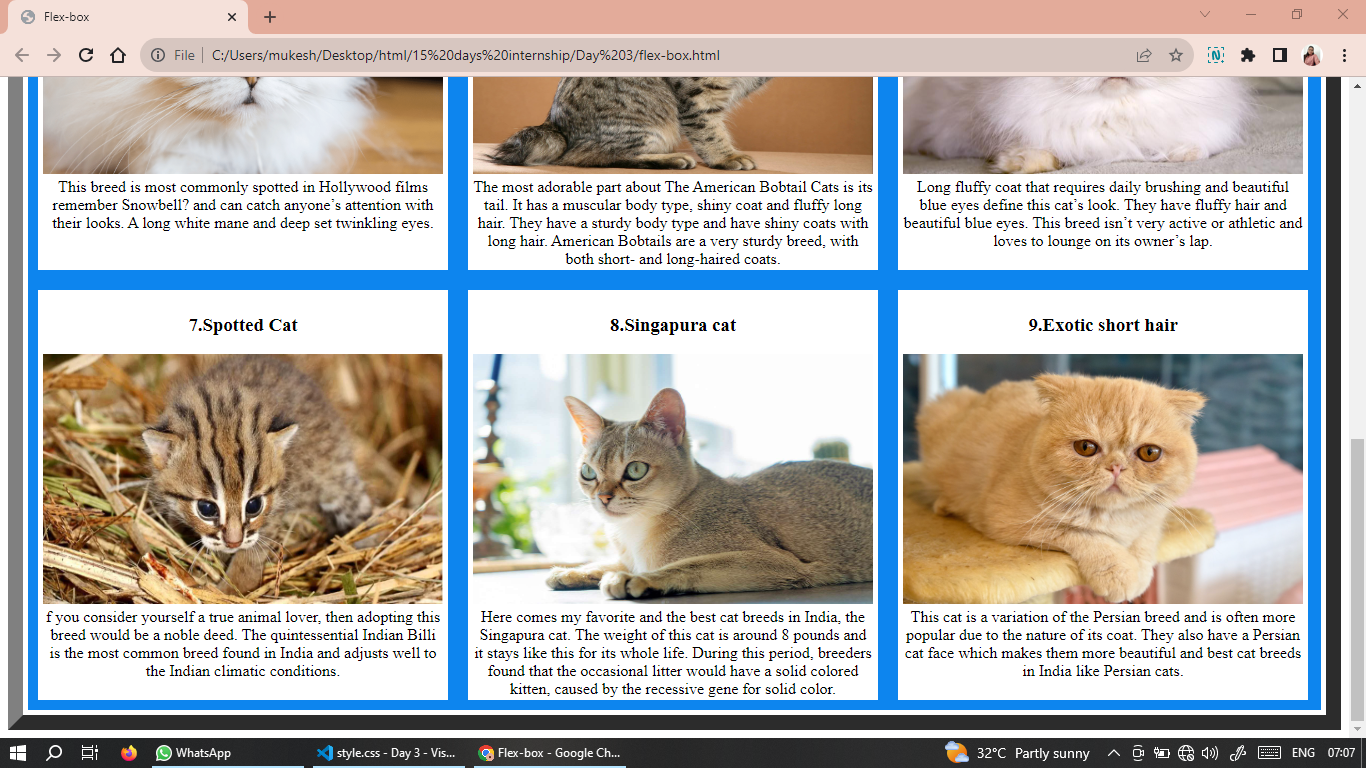 Flex-box
File
C:/Users/mukesh/Desktop/html/15%20days%20internship/Day%203/flex-box.html
This breed is most commonly spotted in Hollywood films
remember Snowbell? and can catch anyone’s attention with
their looks. A long white mane and deep set twinkling eyes.
The most adorable part about The American Bobtail Cats is its
tail. It has a muscular body type, shiny coat and fluffy long
hair. They have a sturdy body type and have shiny coats with
long hair. American Bobtails are a very sturdy breed, with
both short- and long-haired coats.
Long fluffy coat that requires daily brushing and beautiful
blue eyes define this cat’s look. They have fluffy hair and
beautiful blue eyes. This breed isn’t very active or athletic and
loves to lounge on its owner’s lap.
7.Spotted Cat
f you consider yourself a true animal lover, then adopting this
breed would be a noble deed. The quintessential Indian Billi
is the most common breed found in India and adjusts well to
the Indian climatic conditions.
8.Singapura cat
Here comes my favorite and the best cat breeds in India, the
Singapura cat. The weight of this cat is around 8 pounds and
it stays like this for its whole life. During this period, breeders
found that the occasional litter would have a solid colored
kitten, caused by the recessive gene for solid color.
9.Exotic short hair
This cat is a variation of the Persian breed and is often more
popular due to the nature of its coat. They also have a Persian
cat face which makes them more beautiful and best cat breeds
in India like Persian cats.
WhatsApp
style.css - Day 3 - Vis...
Flex-box - Google Ch...
32°C Partly sunny
ENG
07:07